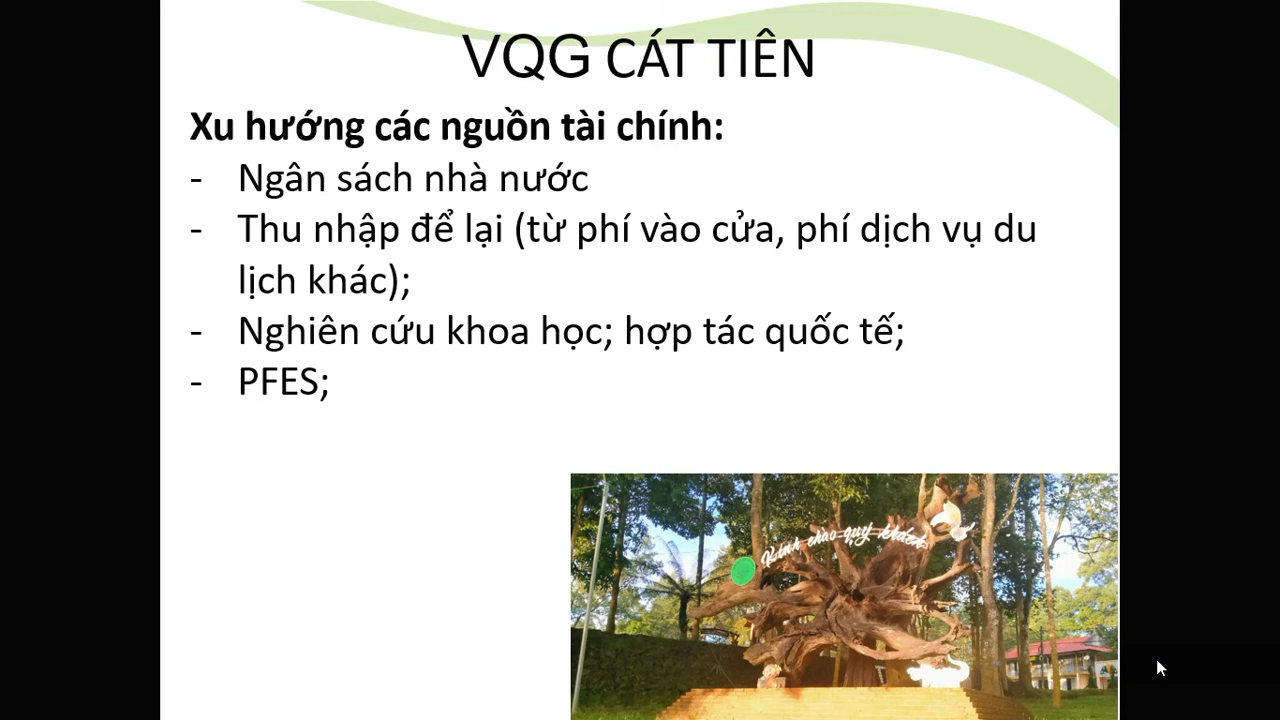 VQG CÁT TIÊN
Xu hướng các nguồn tài chính:
- Ngân sách nhà nước
- Thu nhập để lại (từ phí vào cửa, phí dịch vụ du
lịch khác);
- Nghiên cứu khoa học; hợp tác quốc tế;
- PFES;
Kính chào quý khách